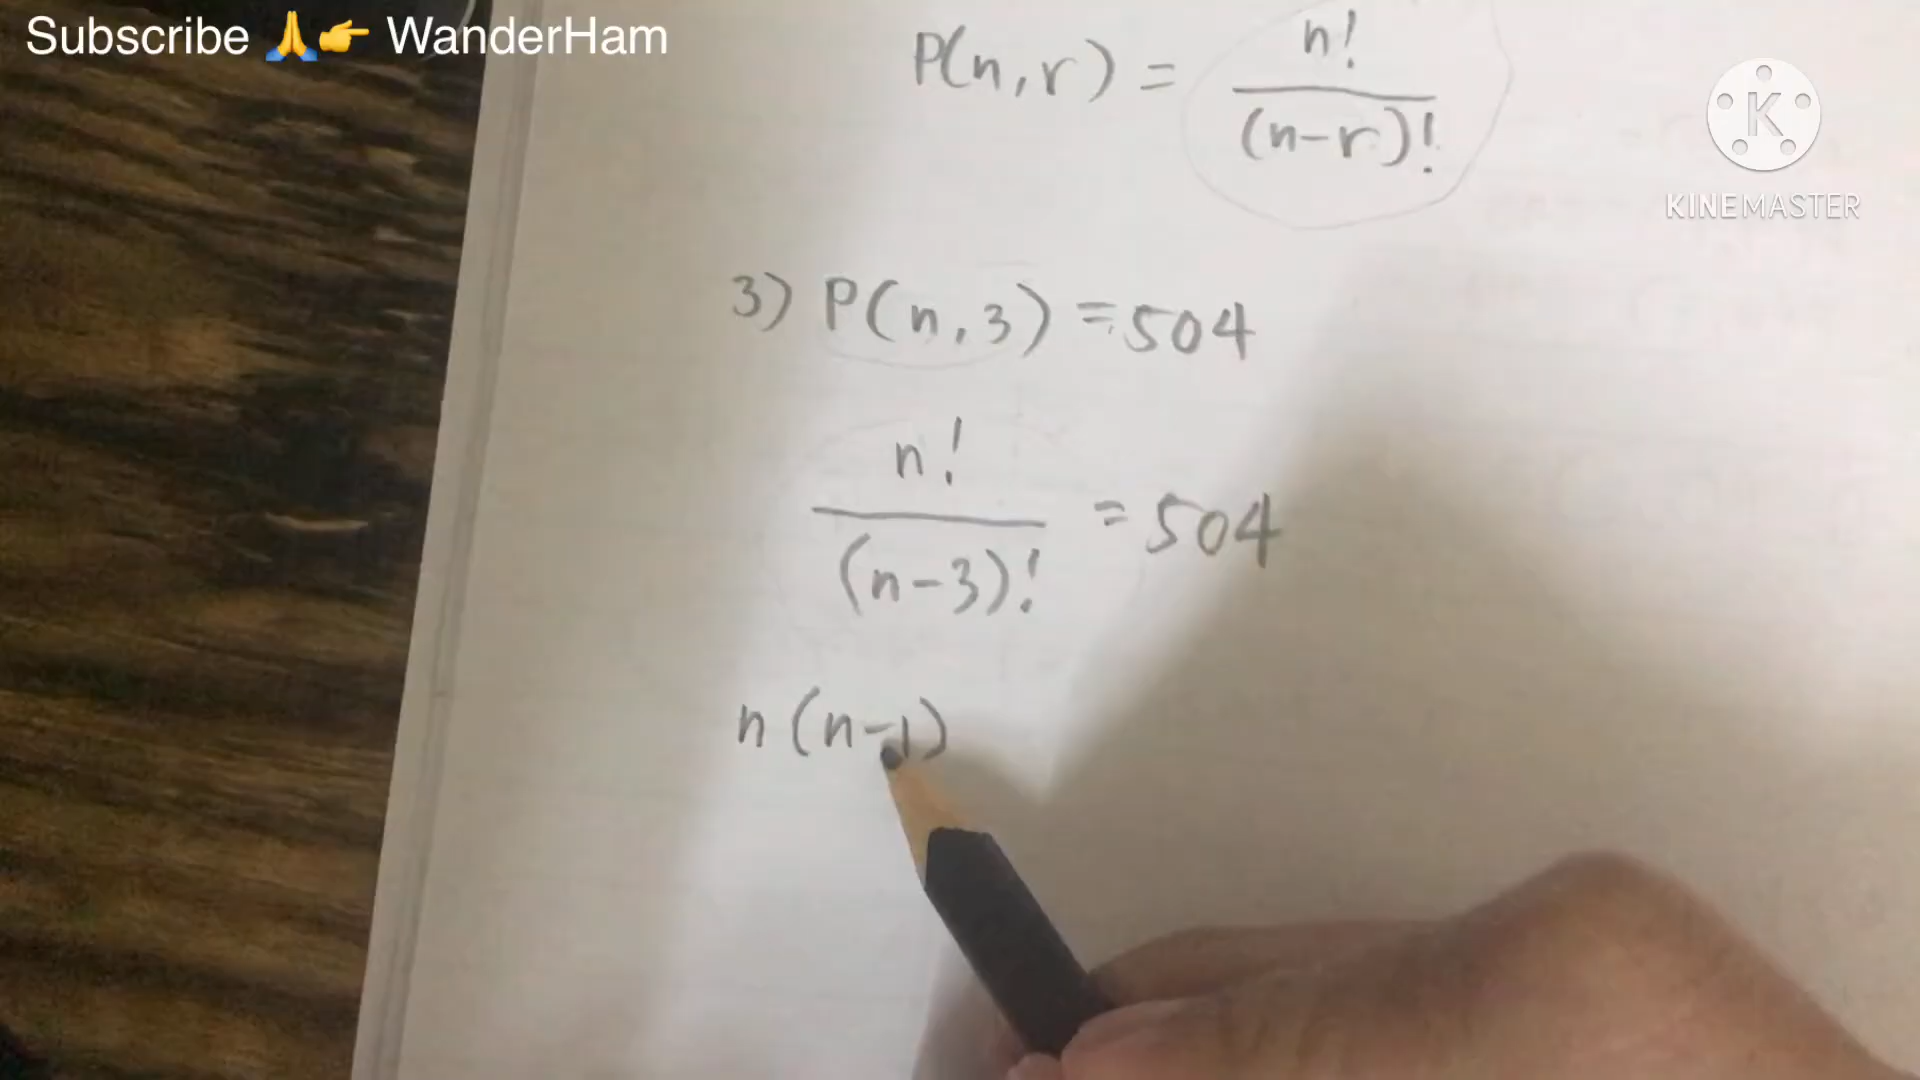 Subscribe 🙏👉 WanderHam
P(n,r) = n!/(n-r)!
K
KINEMASTER
3) P(n,3) = 504
n!/(n-3)! = 504
n(n-1)